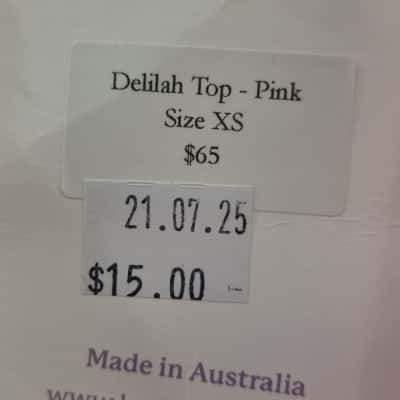 Delilah Top - Pink
Size XS
$65
21.07.25
$15.00
Made in Australia